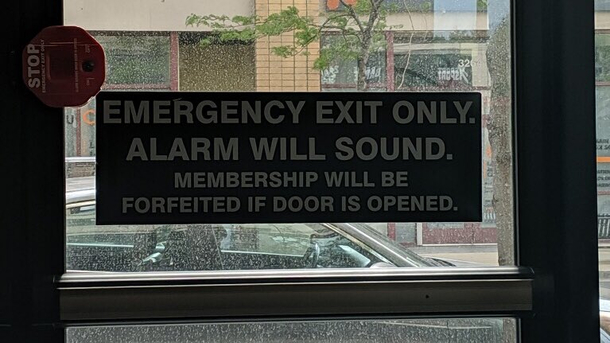 STOP
EMERGENCY EXIT ONLY.
ALARM WILL SOUND.
MEMBERSHIP WILL BE
FORFEITED IF DOOR IS OPENED.